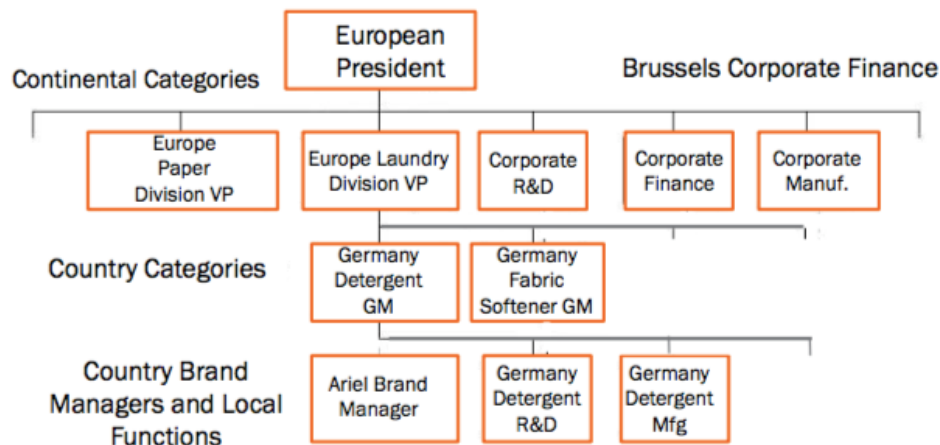 European
President
Continental Categories
Brussels Corporate Finance
Europe
Paper
Division VP
Europe Laundry
Division VP
Corporate
R&D
Corporate
Finance
Corporate
Manuf.
Country Categories
Germany
Detergent
GM
Germany
Fabric
Softener GM
Country Brand
Managers and Local
Functions
Ariel Brand
Manager
Germany
Detergent
R&D
Germany
Detergent
Mfg